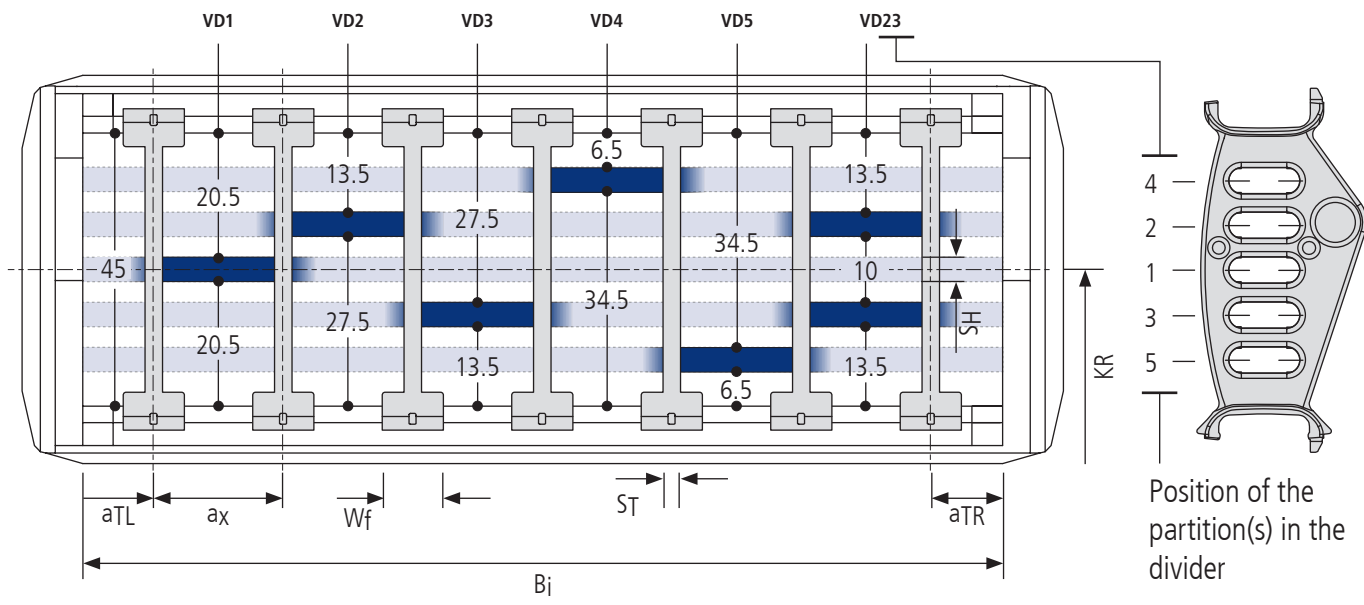 VD1 VD2 VD3 VD4 VD5 VD23
6.5
13.5 13.5
20.5 27.5
34.5
45 10
34.5
27.5
20.5 13.5 13.5
6.5
SH
KR
4
2
1
3
5
aTL ax Wf ST aTR
Bi
Position of the
partition(s) in the
divider